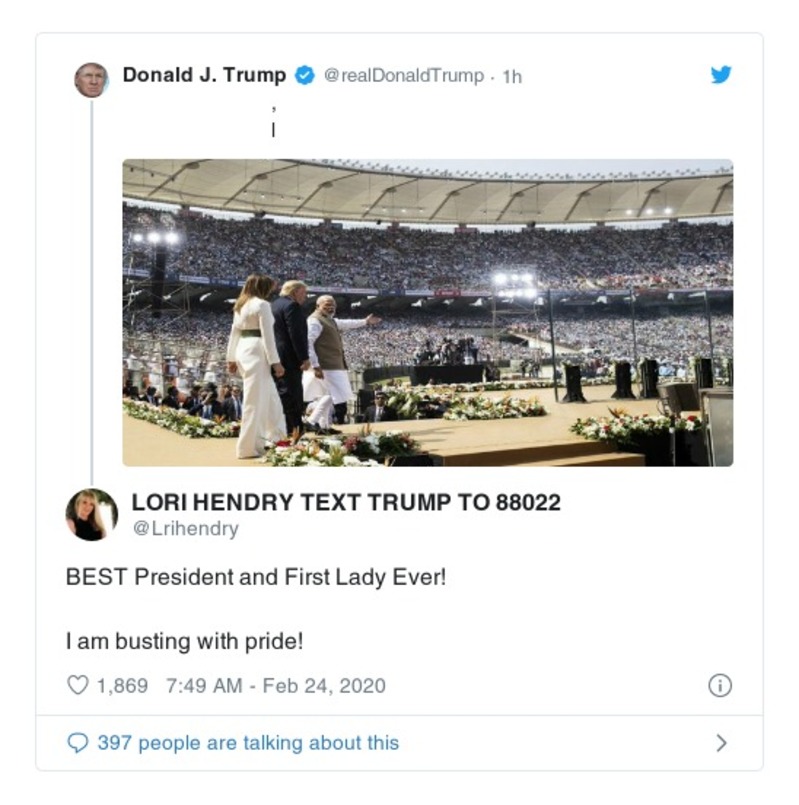 Donald J. Trump @realDonaldTrump · 1h
,
|
LORI HENDRY TEXT TRUMP TO 88022
@Lrihendry
BEST President and First Lady Ever!
I am busting with pride!
1,869 7:49 AM - Feb 24, 2020
397 people are talking about this